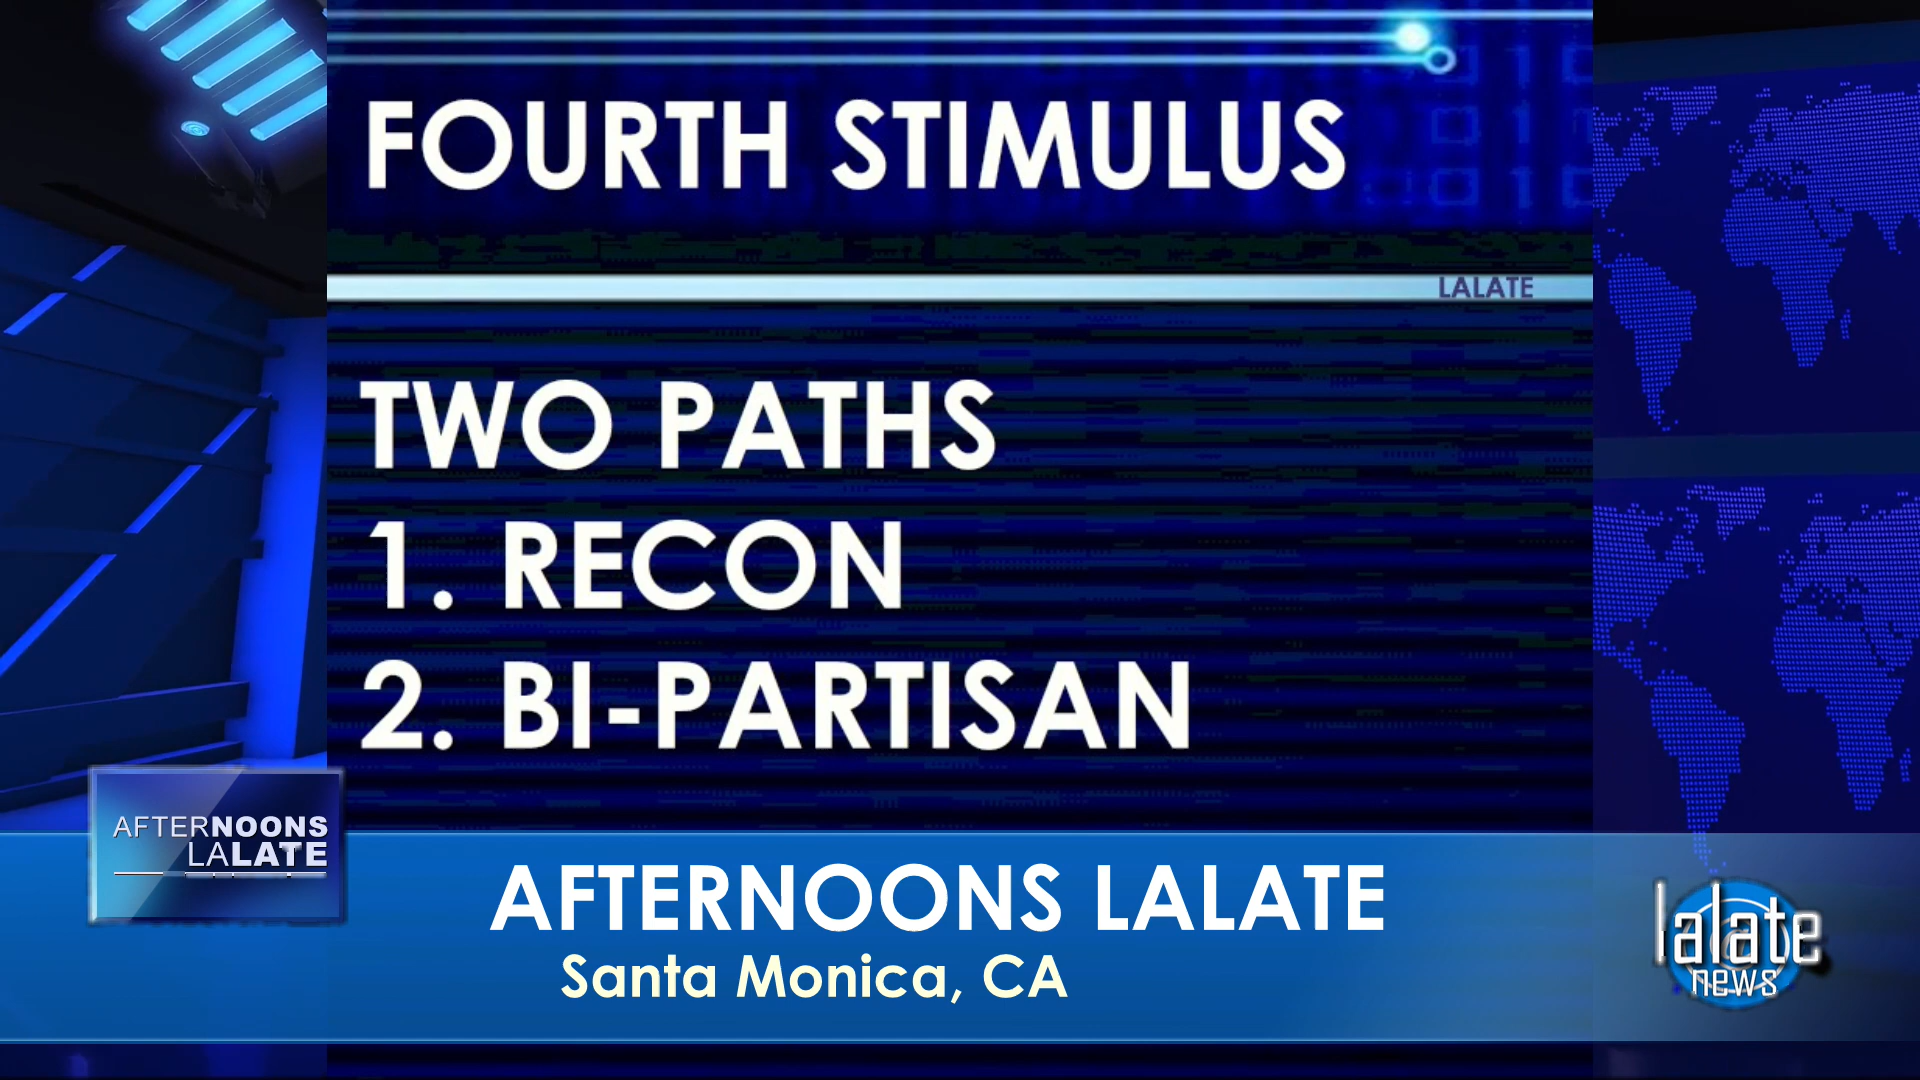 FOURTH STIMULUS
LALATE
TWO PATHS
1. RECON
2. BI-PARTISAN
AFTERNOONS
LALATE
AFTERNOONS LALATE
Santa Monica, CA
lalate
news